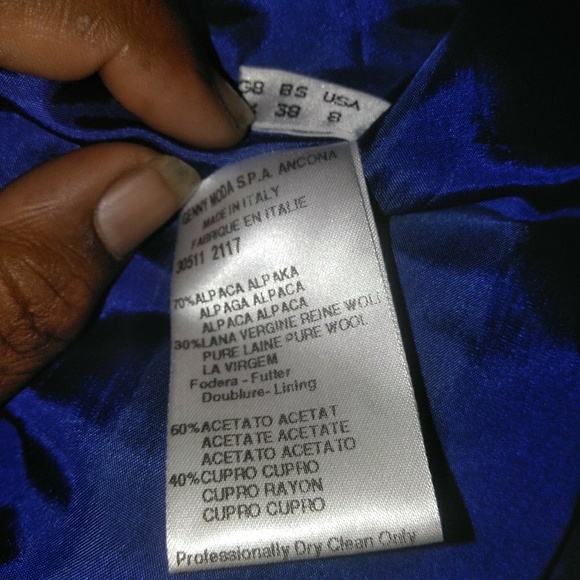 GB BS USA
38 8
GENNY MODA S.P.A. ANCONA
MADE IN ITALY
FABRIQUE EN ITALIE
30511 2117
70%ALPACA ALPAKA
ALPAGA ALPACA
ALPACA ALPACA
30%LANA VERGINE REINE WOLL
PURE LAINE PURE WOOL
LA VIRGEM
Fodera - Futter
Doublure- Lining
60%ACETATO ACETAT
ACETATE ACETATE
ACETATO ACETATO
40%CUPRO CUPRO
CUPRO RAYON
CUPRO CUPRO
Professionally Dry Clean Only